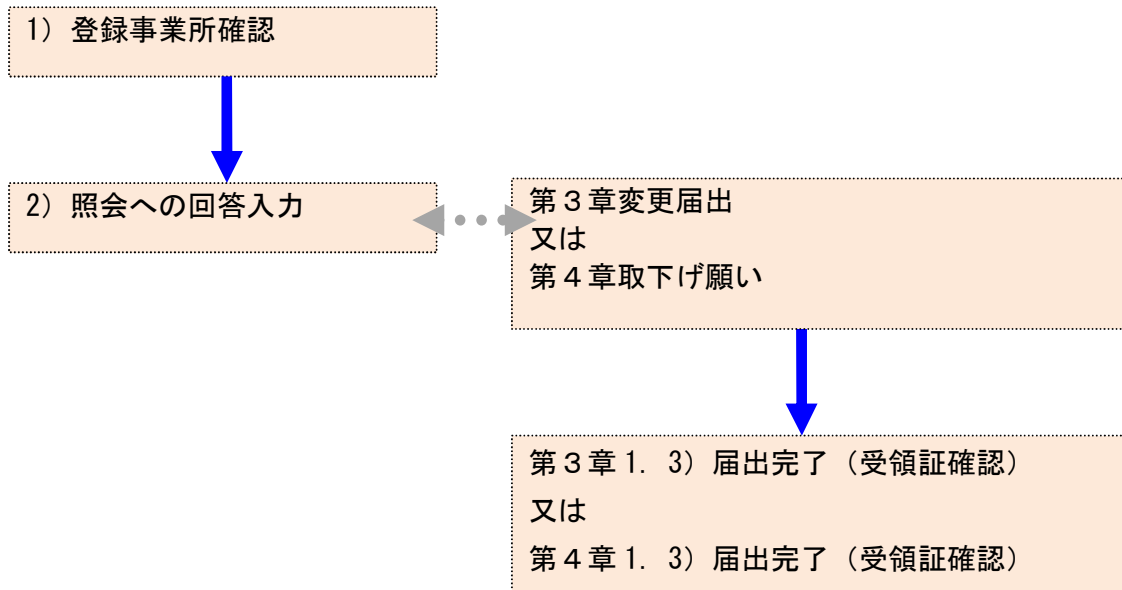 1）登録事業所確認
2）照会への回答入力
第３章変更届出
又は
第４章取下げ願い
第３章1. 3）届出完了（受領証確認）
又は
第４章1. 3）届出完了（受領証確認）